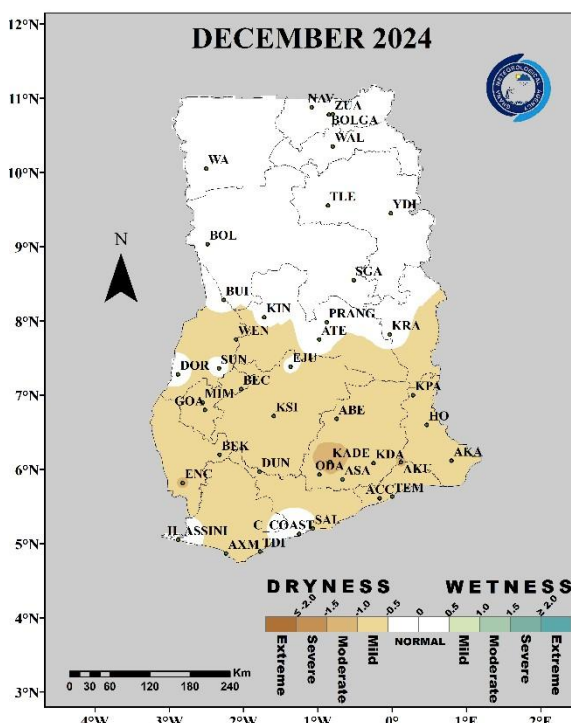 DECEMBER 2024
GHANA METEOROLOGICAL AGENCY
12°N
11°N
10°N
9°N
8°N
7°N
6°N
5°N
4°N
3°N
4°W
3°W
2°W
1°W
0°
1°E
2°E
N
NAV
ZUA
BOLGA
WAL
WA
TLE
YDI
BOL
SGA
BUI
KIN
PRANG
ATE
KRA
WEN
EJU
DOR
SUN
BEC
KPA
MIM
GOA
KSI
ABE
HO
BEK
KADE
KDA
AKU
AKA
ENC
DUN
ODA
ASA
ACC
TEM
C_COAST
SAL
AXM
TDI
DRYNESS
WETNESS
≤ -2.0
-1.5
-1.0
-0.5
0
0.5
1.0
1.5
≥ 2.0
NORMAL
Extreme
Severe
Moderate
Mild
Mild
Moderate
Severe
Extreme
0 30 60 120 180 240 Km